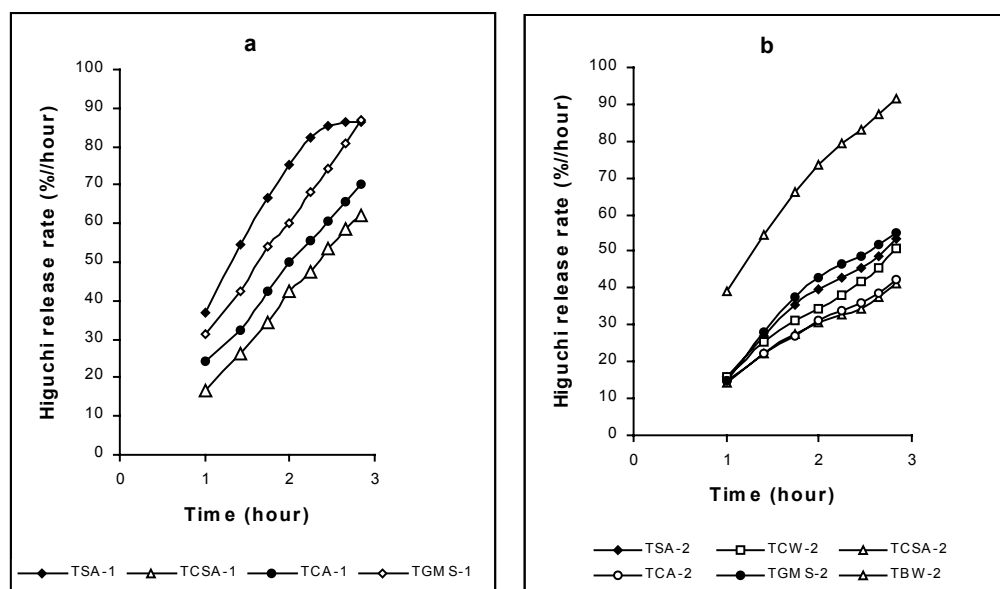 a
100
90
80
70
60
50
40
30
20
10
0
Higuchi release rate (%//hour)
0 1 2 3
Time (hour)
TSA-1 TCSA-1 TCA-1 TGMS-1
b
100
90
80
70
60
50
40
30
20
10
0
Higuchi release rate (%//hour)
0 1 2 3
Time (hour)
TSA-2 TCW-2 TCSA-2
TCA-2 TGMS-2 TBW-2